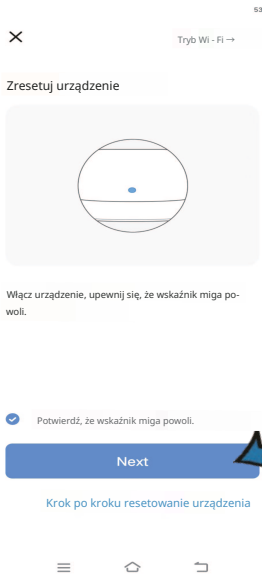 53
Tryb Wi - Fi →
Zresetuj urządzenie
Włącz urządzenie, upewnij się, że wskaźnik miga po-
woli.
Potwierdź, że wskaźnik miga powoli.
Next
Krok po kroku resetowanie urządzenia